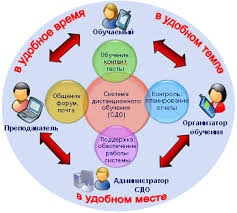 в удобное время
в удобном темпе
Обучаемый
Обучение
контент,
тесты
Общение
форум,
почта
Система
дистанционного
обучения
(СДО)
Контроль,
планирование
отчеты
Преподаватель
Организатор
обучения
Поддержка,
обеспечение
работы
системы
Администратор
СДО
в удобном месте